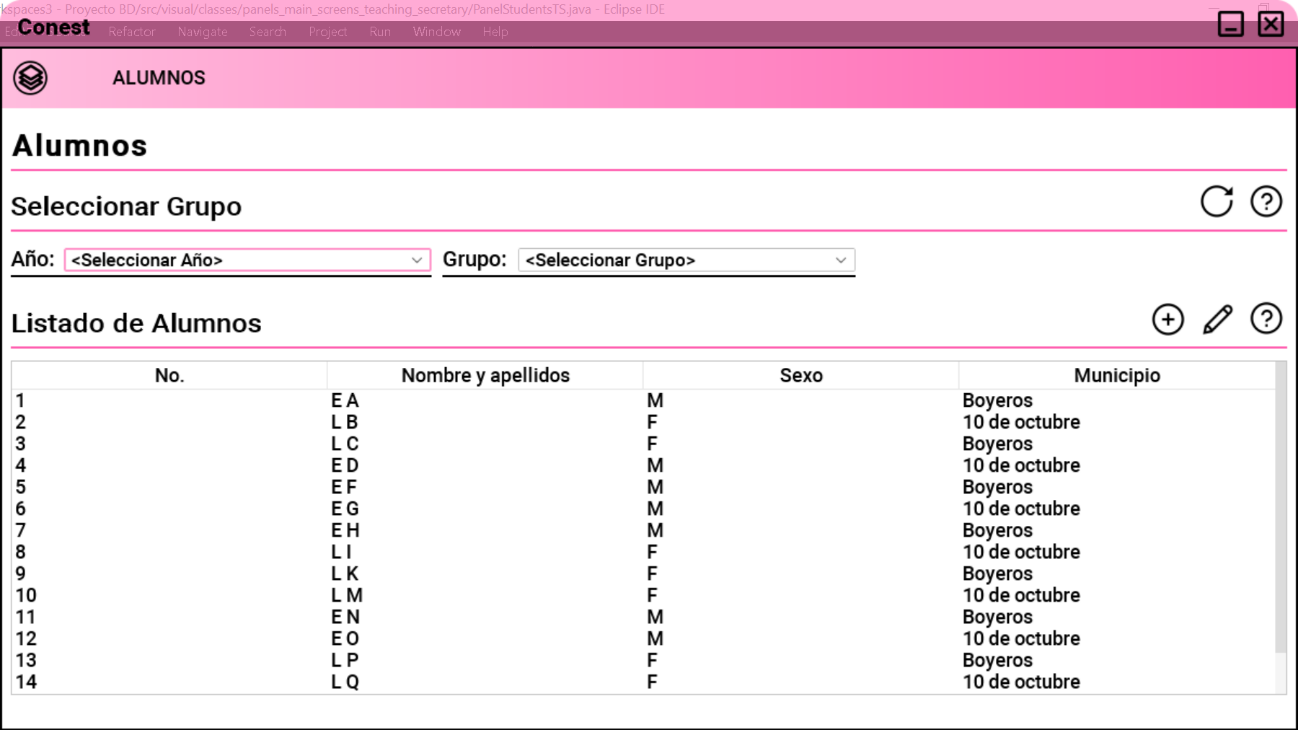 kspaces3 - Proyecto BD/src/visual/classes/panels_main_screens_teaching_secretary/PanelStudentsTS.java - Eclipse IDE
Conest
Refactor Navigate Search Project Run Window Help
ALUMNOS
Alumnos
Seleccionar Grupo
Año: <Seleccionar Año> Grupo: <Seleccionar Grupo>
Listado de Alumnos
No. Nombre y apellidos Sexo Municipio
1 E A M Boyeros
2 L B F 10 de octubre
3 L C F Boyeros
4 E D M 10 de octubre
5 E F M Boyeros
6 E G M 10 de octubre
7 E H M Boyeros
8 L I F 10 de octubre
9 L K F Boyeros
10 L M F 10 de octubre
11 E N M Boyeros
12 E O M 10 de octubre
13 L P F Boyeros
14 L Q F 10 de octubre